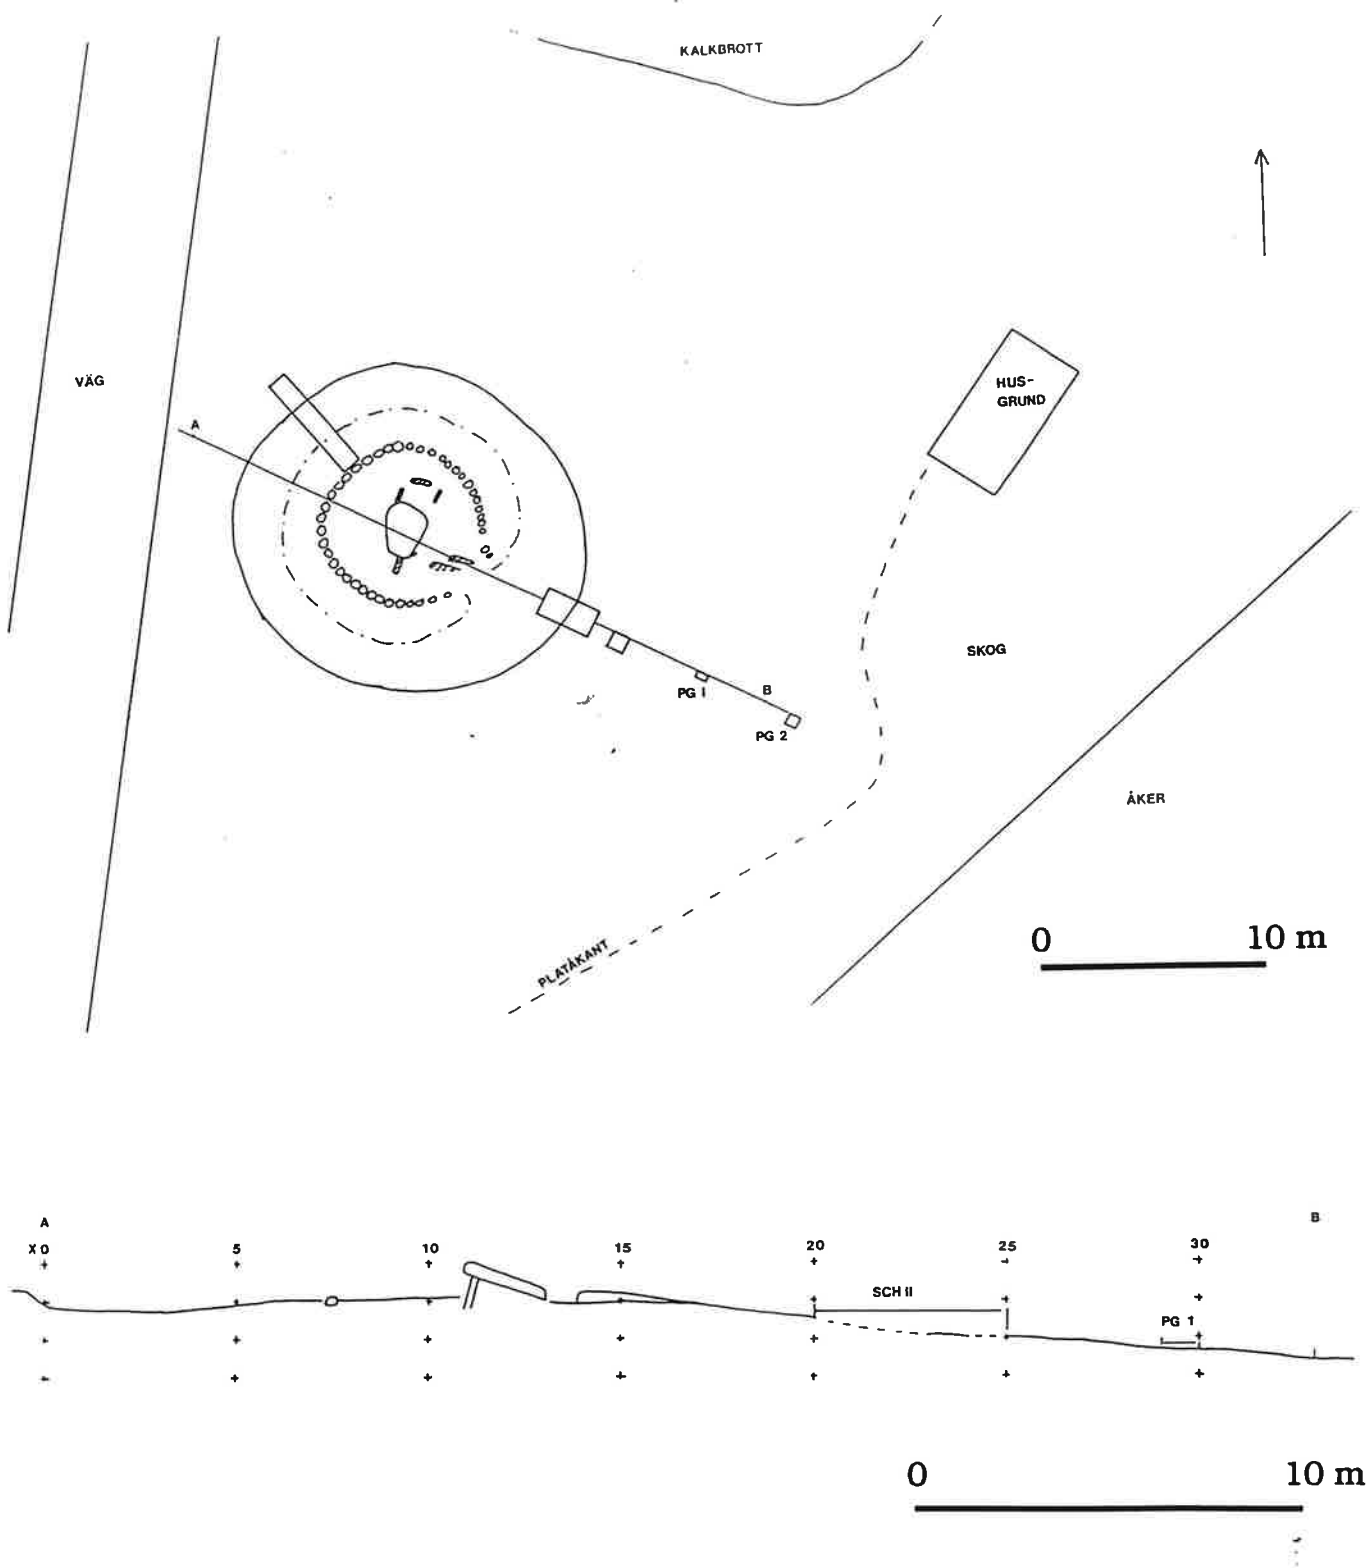 KALKBROTT
VÄG
HUS-
GRUND
A
SKOG
PG 1
B
PG 2
ÅKER
PLATÅKANT
0 10 m
A B
X 0 5 10 15 20 25 30
SCH II
PG 1
0 10 m